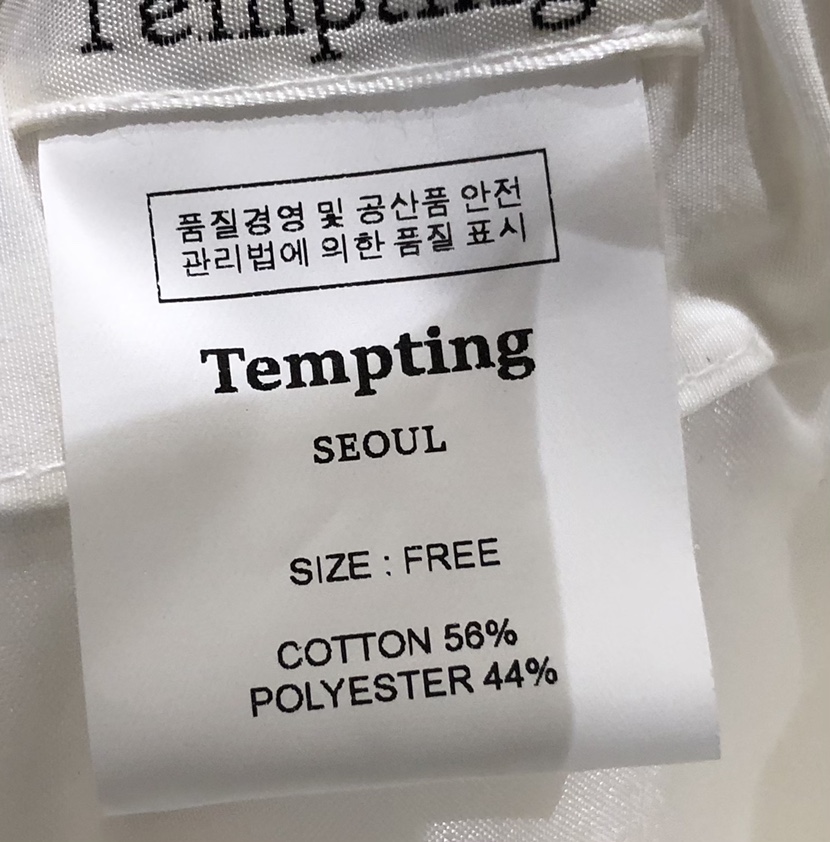 Tempting
품질경영 및 공산품 안전
관리법에 의한 품질 표시
Tempting
SEOUL
SIZE : FREE
COTTON 56%
POLYESTER 44%